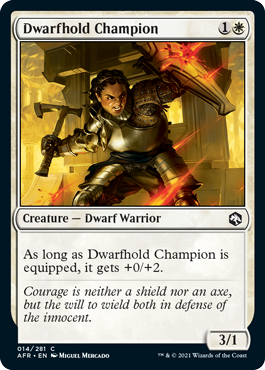 Dwarfhold Champion 1
Creature — Dwarf Warrior
As long as Dwarfhold Champion is
equipped, it gets +0/+2.
Courage is neither a shield nor an axe,
but the will to wield both in defense of
the innocent.
3/1
014/281 C
AFR • EN Miguel Mercado
™ & © 2021 Wizards of the Coast